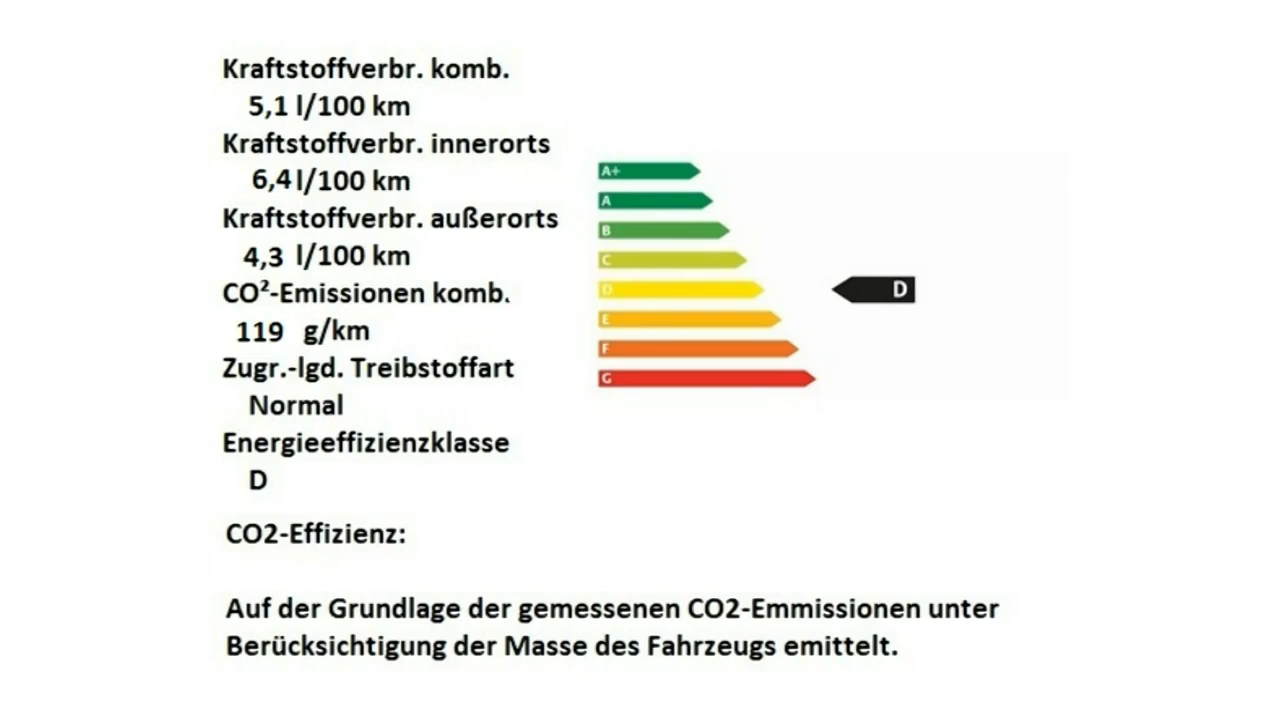 Kraftstoffverbr. komb.
5,1 l/100 km
Kraftstoffverbr. innerorts
6,4 l/100 km
Kraftstoffverbr. außerorts
4,3 l/100 km
CO²-Emissionen komb.
119 g/km
Zugr.-lgd. Treibstoffart
Normal
Energieeffizienzklasse
D
A+
A
B
C
D
E
F
G
D
CO2-Effizienz:
Auf der Grundlage der gemessenen CO2-Emmissionen unter
Berücksichtigung der Masse des Fahrzeugs emittelt.